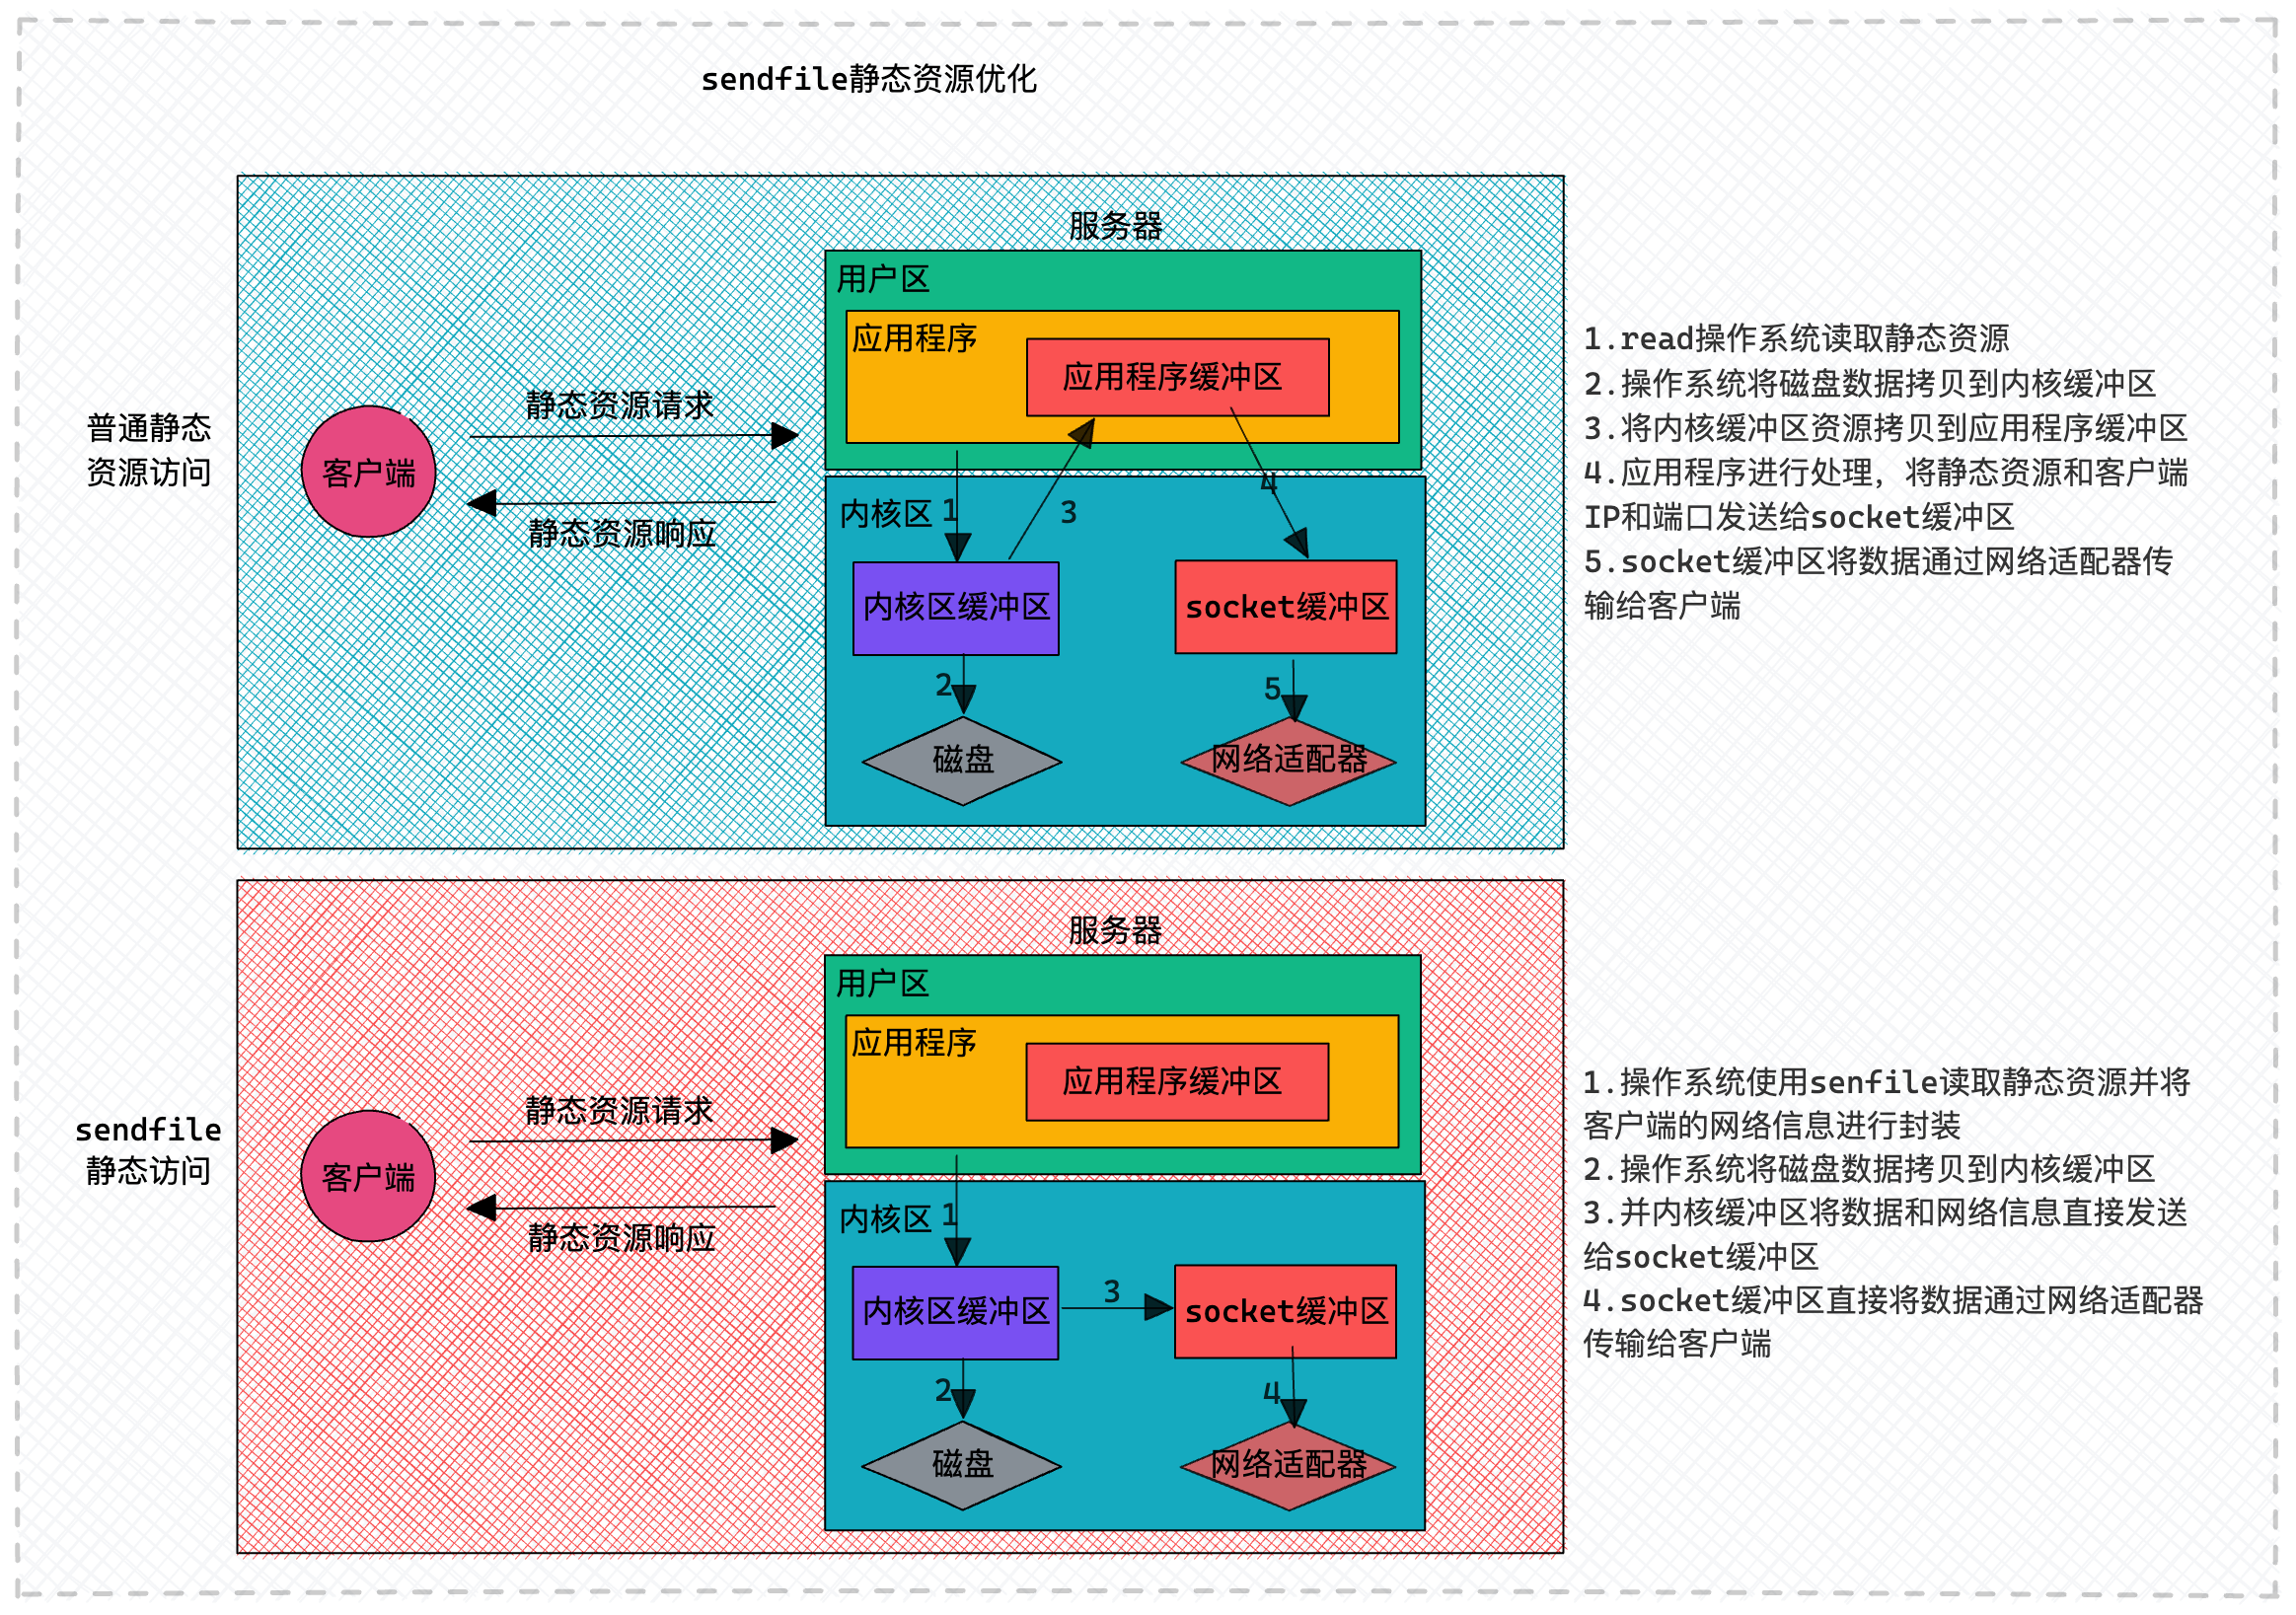 sendfile静态资源优化
普通静态
资源访问
服务器
用户区
应用程序
应用程序缓冲区
静态资源请求
客户端
静态资源响应
内核区
1
3
4
内核区缓冲区
socket缓冲区
2
5
磁盘
网络适配器
1.read操作系统读取静态资源
2.操作系统将磁盘数据拷贝到内核缓冲区
3.将内核缓冲区资源拷贝到应用程序缓冲区
4.应用程序进行处理，将静态资源和客户端
IP和端口发送给socket缓冲区
5.socket缓冲区将数据通过网络适配器传
输给客户端
sendfile
静态访问
服务器
用户区
应用程序
应用程序缓冲区
静态资源请求
客户端
静态资源响应
内核区
1
内核区缓冲区
3
socket缓冲区
2
4
磁盘
网络适配器
1.操作系统使用senfile读取静态资源并将
客户端的网络信息进行封装
2.操作系统将磁盘数据拷贝到内核缓冲区
3.并内核缓冲区将数据和网络信息直接发送
给socket缓冲区
4.socket缓冲区直接将数据通过网络适配器
传输给客户端